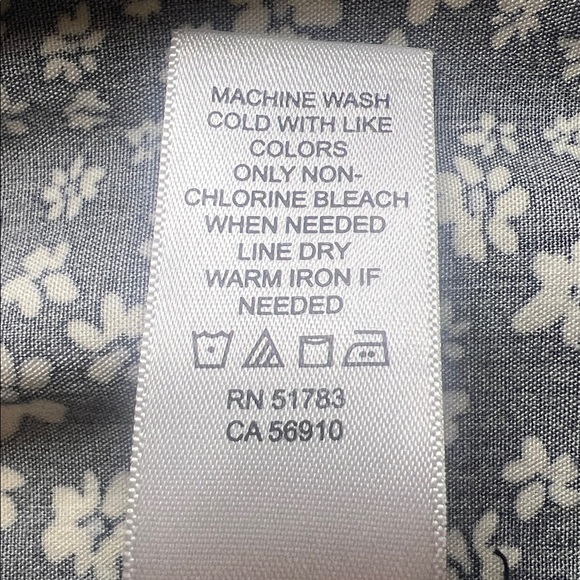 MACHINE WASH
COLD WITH LIKE
COLORS
ONLY NON-
CHLORINE BLEACH
WHEN NEEDED
LINE DRY
WARM IRON IF
NEEDED
RN 51783
CA 56910